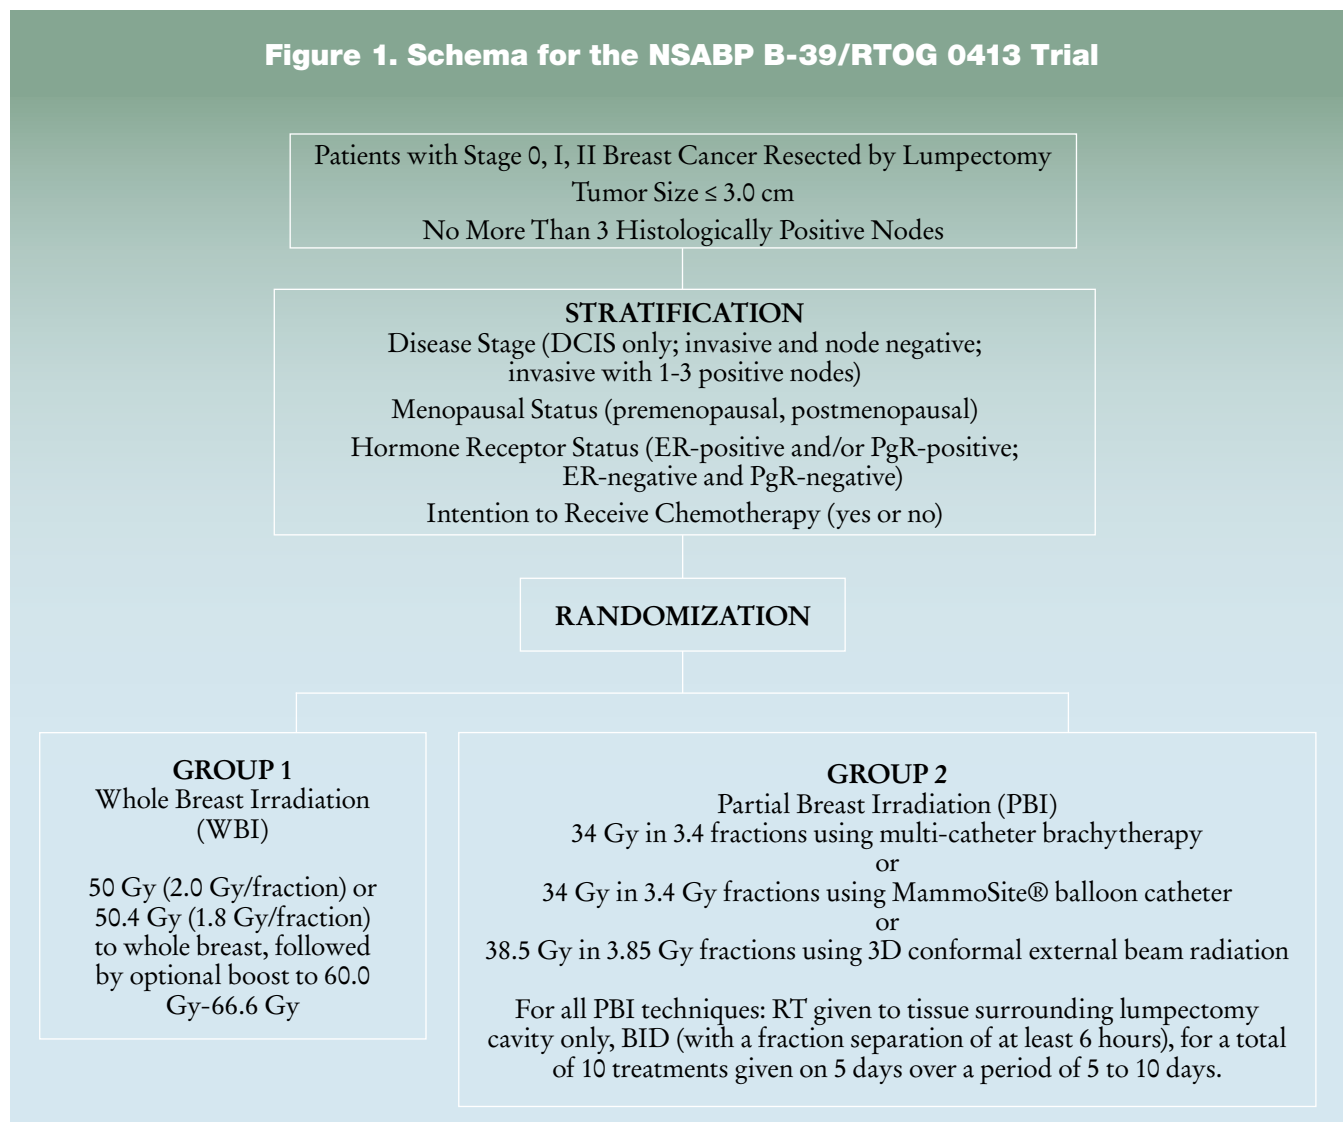 Figure 1. Schema for the NSABP B-39/RTOG 0413 Trial
Patients with Stage 0, I, II Breast Cancer Resected by Lumpectomy
Tumor Size ≤ 3.0 cm
No More Than 3 Histologically Positive Nodes
STRATIFICATION
Disease Stage (DCIS only; invasive and node negative;
invasive with 1-3 positive nodes)
Menopausal Status (premenopausal, postmenopausal)
Hormone Receptor Status (ER-positive and/or PgR-positive;
ER-negative and PgR-negative)
Intention to Receive Chemotherapy (yes or no)
RANDOMIZATION
GROUP 1
Whole Breast Irradiation
(WBI)
50 Gy (2.0 Gy/fraction) or
50.4 Gy (1.8 Gy/fraction)
to whole breast, followed
by optional boost to 60.0
Gy-66.6 Gy
GROUP 2
Partial Breast Irradiation (PBI)
34 Gy in 3.4 fractions using multi-catheter brachytherapy
or
34 Gy in 3.4 Gy fractions using MammoSite® balloon catheter
or
38.5 Gy in 3.85 Gy fractions using 3D conformal external beam radiation
For all PBI techniques: RT given to tissue surrounding lumpectomy
cavity only, BID (with a fraction separation of at least 6 hours), for a total
of 10 treatments given on 5 days over a period of 5 to 10 days.